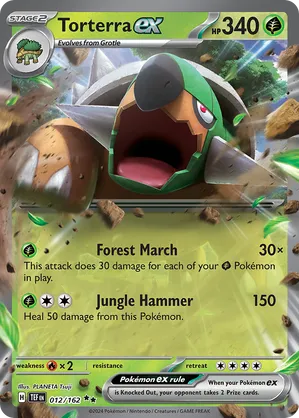 STAGE2 Torterra ex HP 340
Evolves from Grotle
Forest March 30×
This attack does 30 damage for each of your Pokémon
in play.
Jungle Hammer 150
Heal 50 damage from this Pokémon.
weakness ×2 resistance retreat
Pokémon ex rule
Illus. PLANETA Tsuji
When your Pokémon ex
is Knocked Out, your opponent takes 2 Prize cards.
H TEF EN 012/162
©2024 Pokémon / Nintendo / Creatures / GAME FREAK